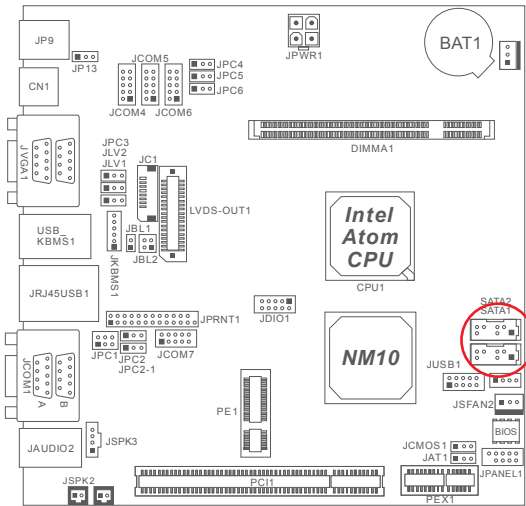 JP9
JP13
CN1
JCOM5
JCOM4
JCOM6
JPC4
JPC5
JPC6
JPWR1
BAT1
DIMMA1
JVGA1
JPC3
JLV2
JLV1
JC1
LVDS-OUT1
Intel
Atom
CPU
CPU1
USB_
KBMS1
JKBMS1
JBL1
JBL2
JRJ45USB1
JPRNT1
JDIO1
SATA2
SATA1
JPC1
JPC2
JPC2-1
JCOM7
NM10
JUSB1
JSFAN2
JCOM1
A
B
PE1
BIOS
JCMOS1
JAT1
JPANEL1
JAUDIO2
JSPK3
JSPK2
PCI1
PEX1